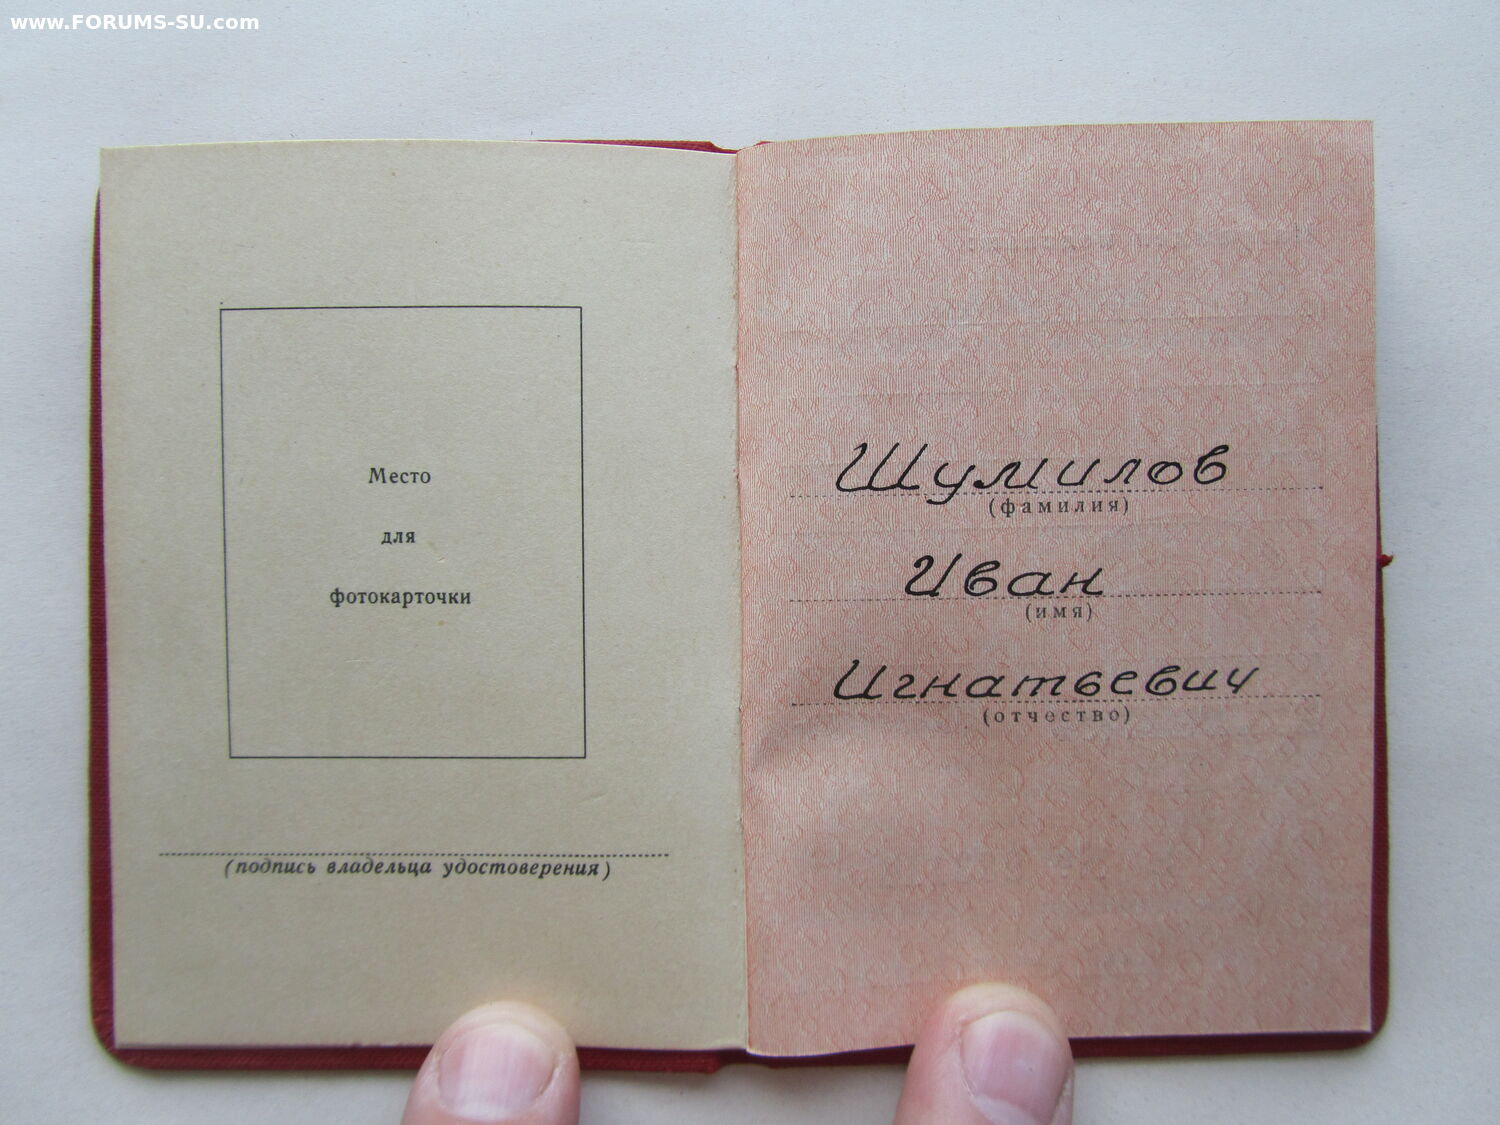 www.FORUMS-SU.com
Место
для
фотокарточки
(подпись владельца удостоверения)
Шумилов
(фамилия)
Иван
(имя)
Игнатьевич
(отчество)